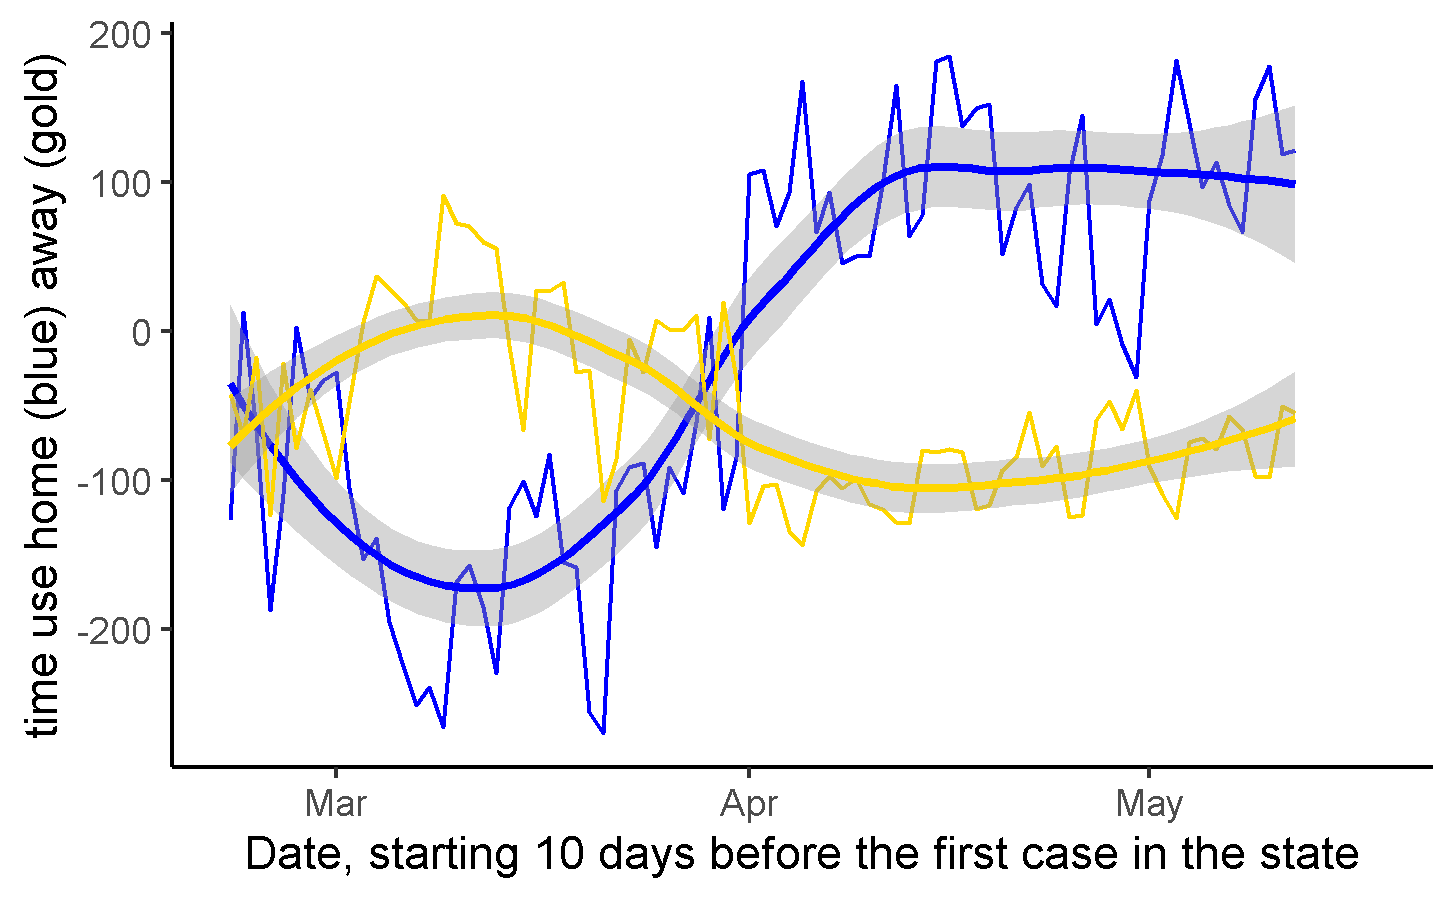 time use home (blue) away (gold)
200
100
0
-100
-200
Mar Apr May
Date, starting 10 days before the first case in the state